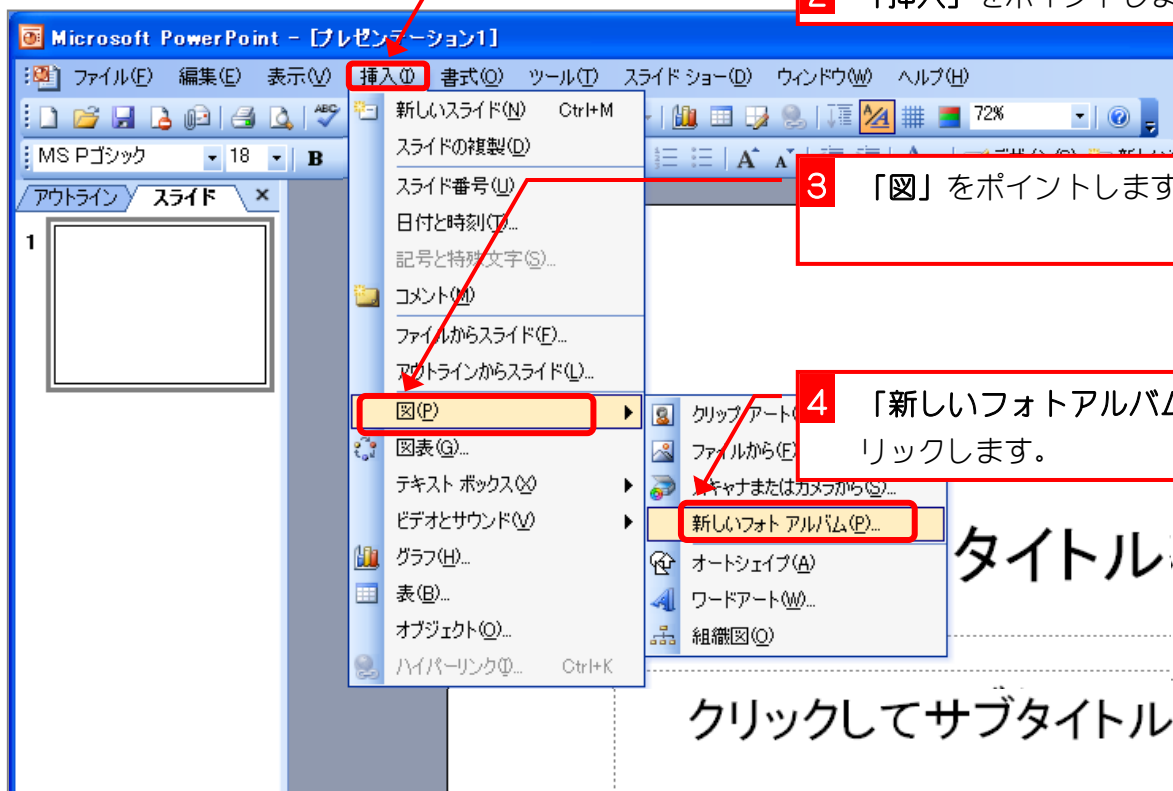 2 「挿入」をポイントしま
Microsoft PowerPoint - [プレゼンテーション1]
ファイル(F) 編集(E) 表示(V) 挿入(I) 書式(O) ツール(T) スライド ショー(D) ウィンドウ(W) ヘルプ(H)
72%
MS Pゴシック 18 B
アウトライン スライド ×
1
新しいスライド(N) Ctrl+M
スライドの複製(D)
スライド番号(U)
日付と時刻(T)...
記号と特殊文字(S)...
コメント(M)
ファイルからスライド(F)...
アウトラインからスライド(L)...
図(P)
図表(G)...
テキスト ボックス(X)
ビデオとサウンド(V)
グラフ(H)...
表(B)...
オブジェクト(O)...
ハイパーリンク(I)... Ctrl+K
3 「図」をポイントします
4 「新しいフォトアルバム
リックします。
クリップ アート(
ファイルから(F)
スキャナまたはカメラから(S)...
新しいフォト アルバム(P)...
オートシェイプ(A)
ワードアート(W)...
組織図(O)
タイトル
クリックしてサブタイトル